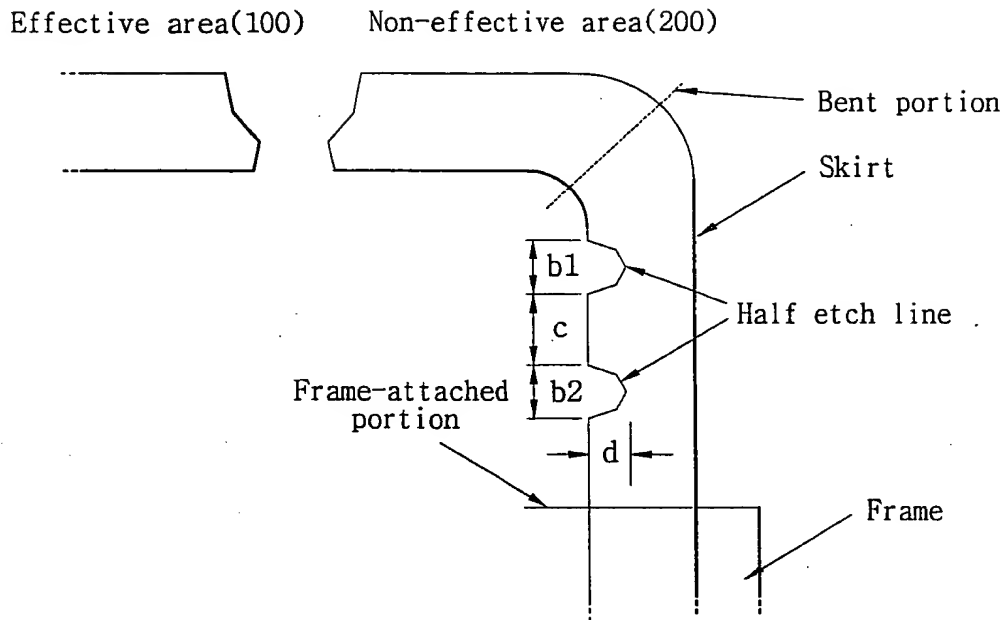 Effective area(100)
Non-effective area(200)
Bent portion
Skirt
b1
c
Half etch line
b2
Frame-attached
portion
d
Frame